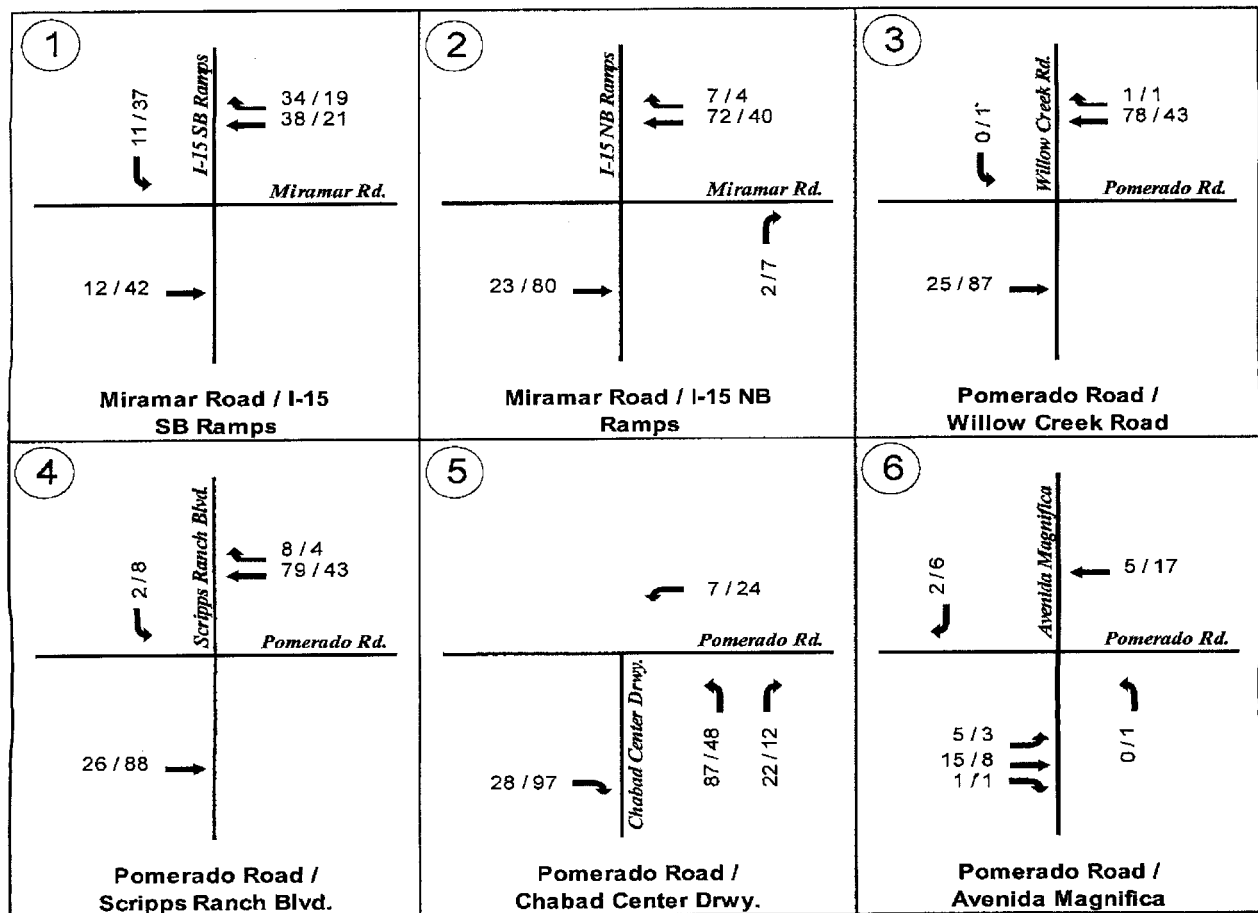 1
11 / 37
I-15 SB Ramps
34 / 19
38 / 21
Miramar Rd.
12 / 42
Miramar Road / I-15
SB Ramps
2
I-15 NB Ramps
7 / 4
72 / 40
Miramar Rd.
23 / 80
2 / 7
Miramar Road / I-15 NB
Ramps
3
0 / 1
Willow Creek Rd.
1 / 1
78 / 43
Pomerado Rd.
25 / 87
Pomerado Road /
Willow Creek Road
4
2 / 8
Scripps Ranch Blvd.
8 / 4
79 / 43
Pomerado Rd.
26 / 88
Pomerado Road /
Scripps Ranch Blvd.
5
7 / 24
Pomerado Rd.
Chabad Center Drwy.
28 / 97
87 / 48
22 / 12
Pomerado Road /
Chabad Center Drwy.
6
2 / 6
Avenida Magnifica
5 / 17
Pomerado Rd.
5 / 3
15 / 8
1 / 1
0 / 1
Pomerado Road /
Avenida Magnifica